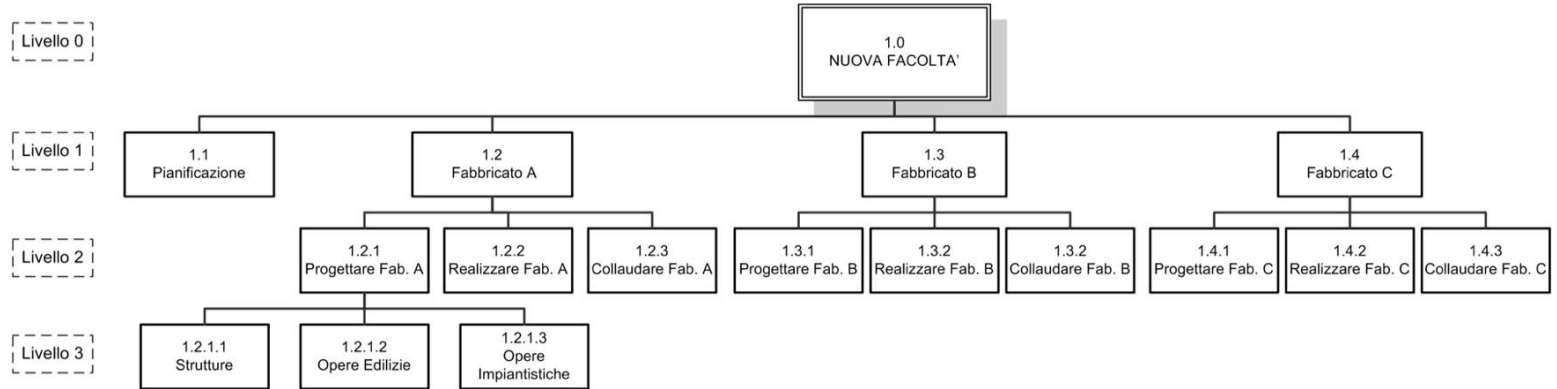 Livello 0
1.0
NUOVA FACOLTA'
Livello 1
1.1
Pianificazione
1.2
Fabbricato A
1.3
Fabbricato B
1.4
Fabbricato C
Livello 2
1.2.1
Progettare Fab. A
1.2.2
Realizzare Fab. A
1.2.3
Collaudare Fab. A
1.3.1
Progettare Fab. B
1.3.2
Realizzare Fab. B
1.3.2
Collaudare Fab. B
1.4.1
Progettare Fab. C
1.4.2
Realizzare Fab. C
1.4.3
Collaudare Fab. C
Livello 3
1.2.1.1
Strutture
1.2.1.2
Opere Edilizie
1.2.1.3
Opere
Impiantistiche